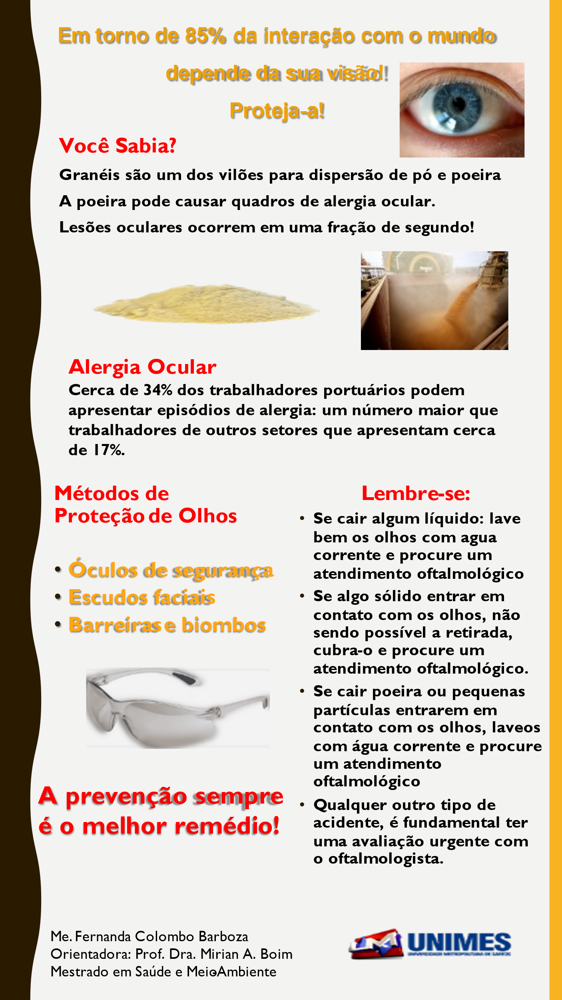 Em torno de 85% da interação com o mundo
depende da sua visão!
Proteja-a!
Você Sabia?
Granéis são um dos vilões para dispersão de pó e poeira
A poeira pode causar quadros de alergia ocular.
Lesões oculares ocorrem em uma fração de segundo!
Alergia Ocular
Cerca de 34% dos trabalhadores portuários podem
apresentar episódios de alergia: um número maior que
trabalhadores de outros setores que apresentam cerca
de 17%.
Métodos de
Proteção de Olhos
• Óculos de segurança
• Escudos faciais
• Barreiras e biombos
A prevenção sempre
é o melhor remédio!
Lembre-se:
• Se cair algum líquido: lave
bem os olhos com agua
corrente e procure um
atendimento oftalmológico
• Se algo sólido entrar em
contato com os olhos, não
sendo possível a retirada,
cubra-o e procure um
atendimento oftalmológico.
• Se cair poeira ou pequenas
partículas entrarem em
contato com os olhos, laveos
com água corrente e procure
um atendimento
oftalmológico
• Qualquer outro tipo de
acidente, é fundamental ter
uma avaliação urgente com
o oftalmologista.
Me. Fernanda Colombo Barboza
Orientadora: Prof. Dra. Mirian A. Boim
Mestrado em Saúde e Meio-Ambiente
UNIMES
UNIVERSIDADE METROPOLITANA DE SANTOS